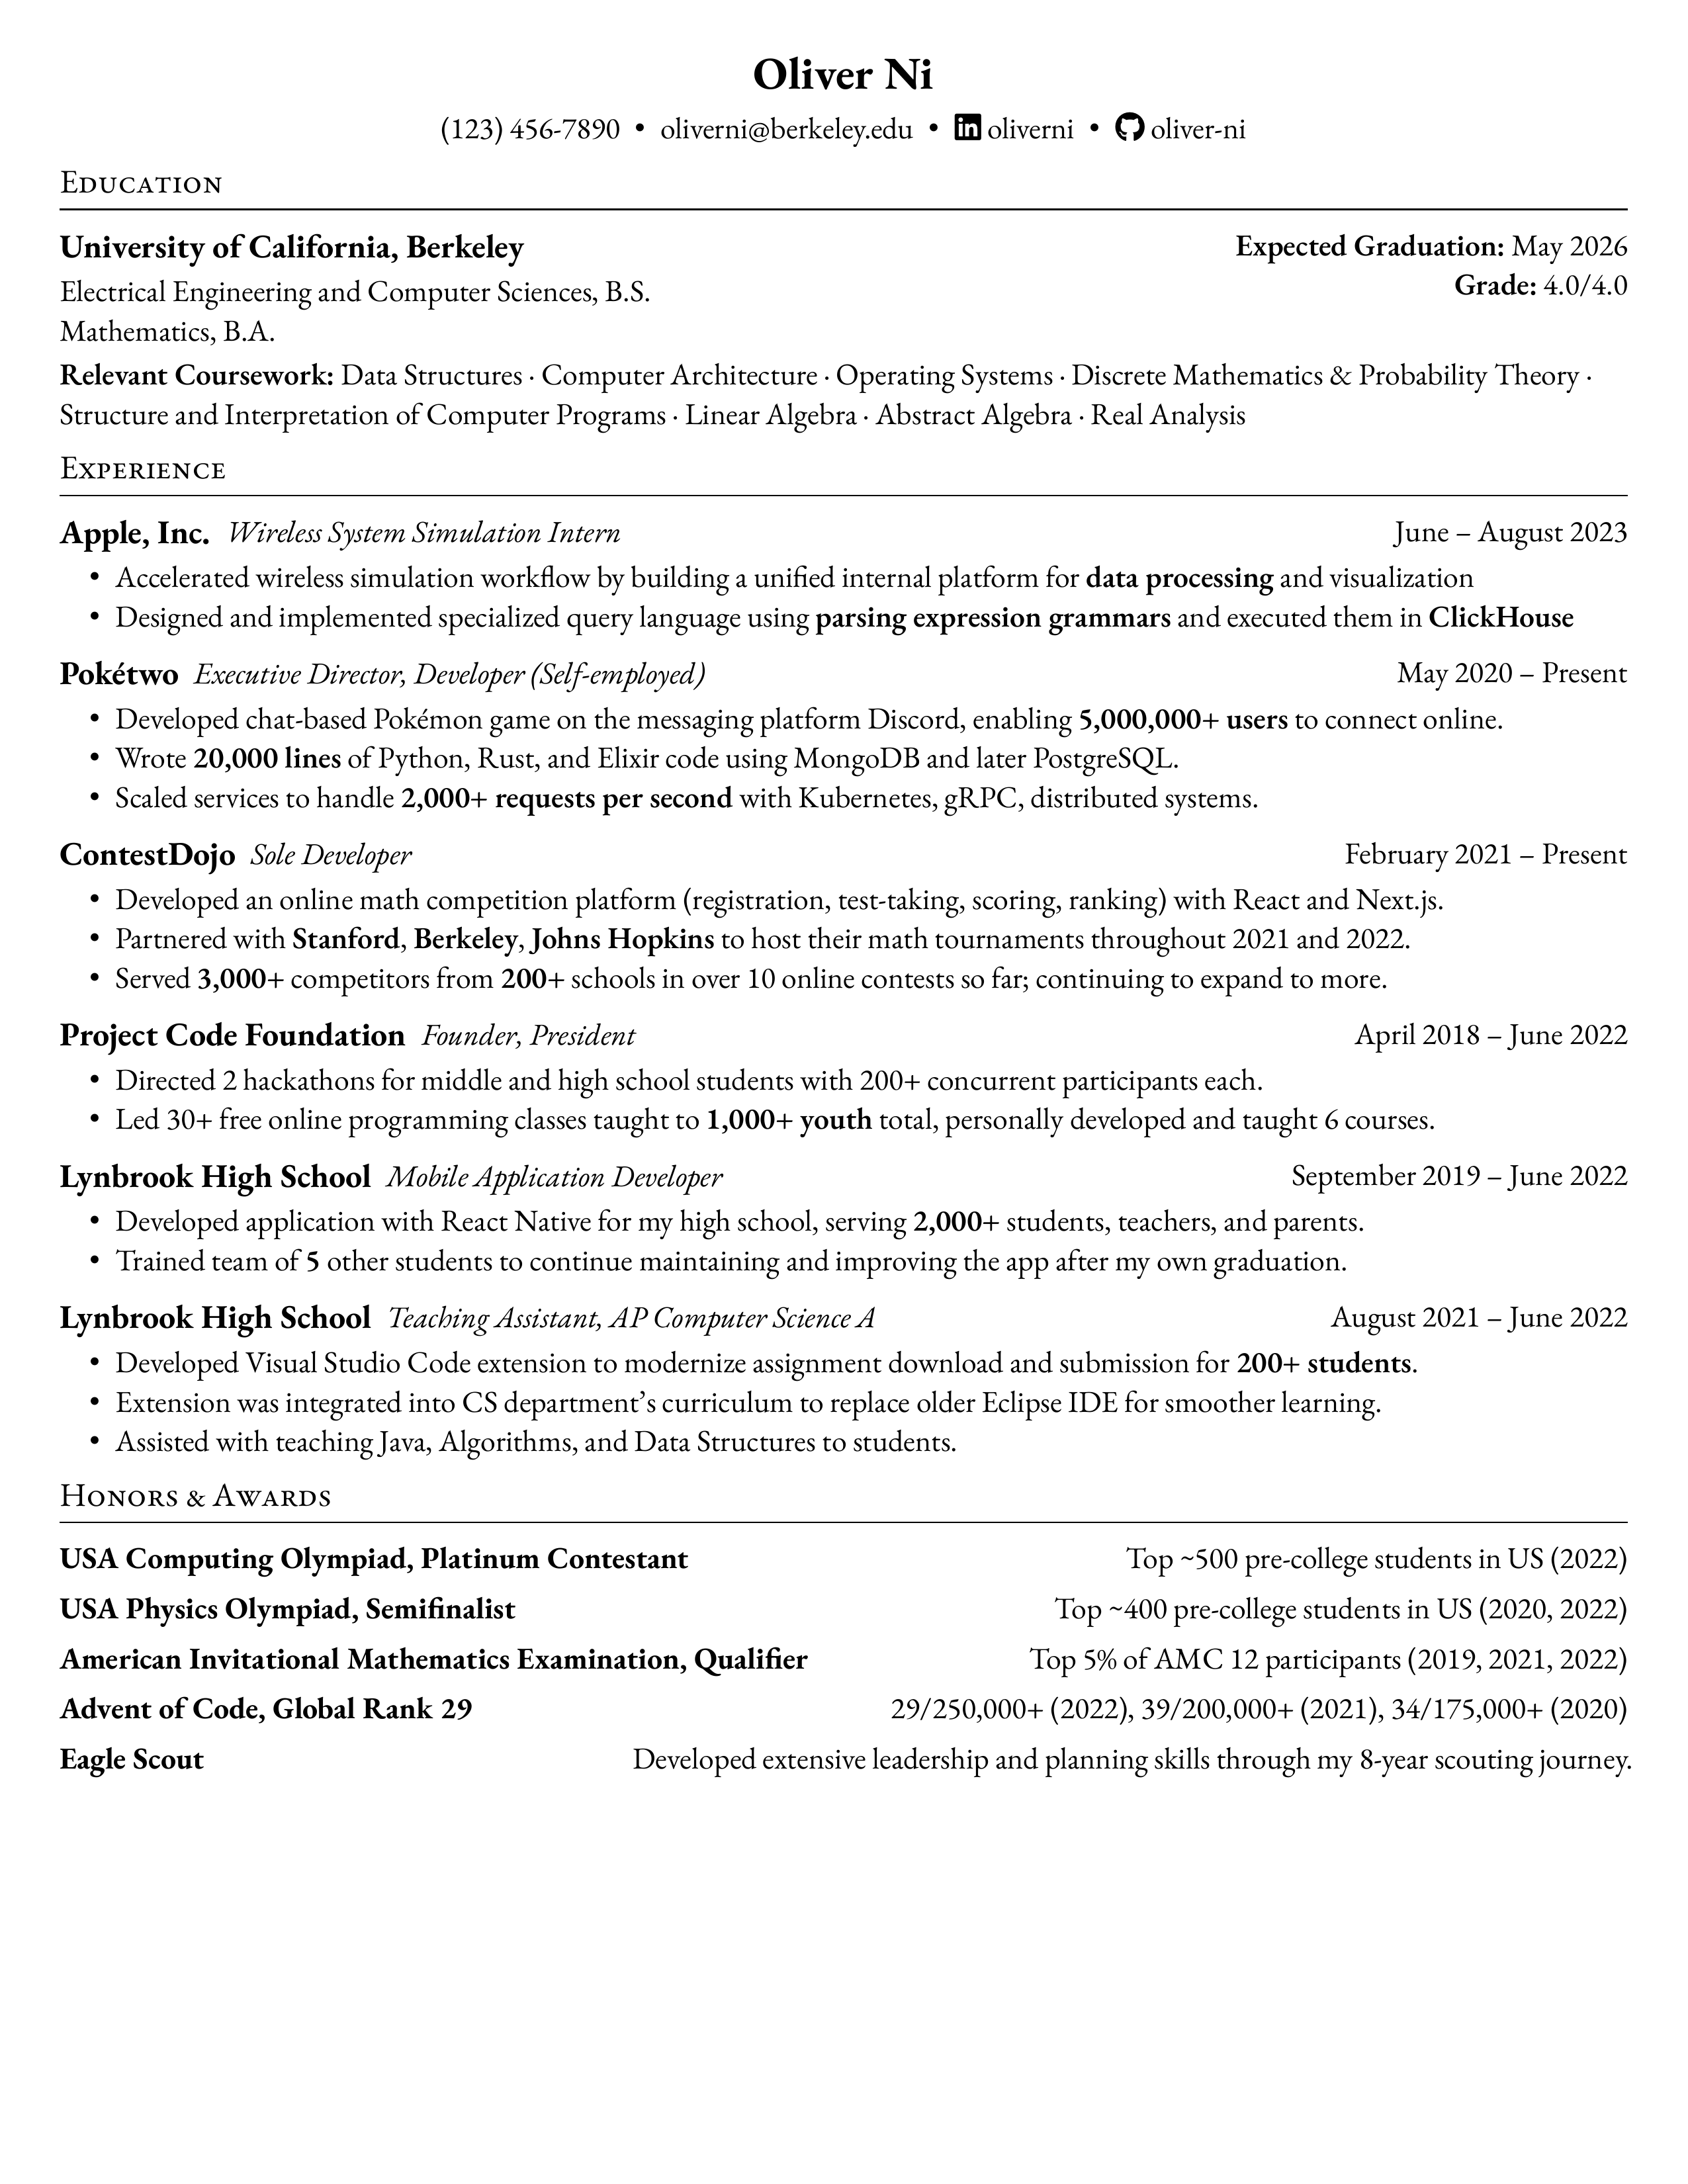 Oliver Ni
(123) 456-7890 • oliverni@berkeley.edu • in oliverni • oliver-ni
Education
University of California, Berkeley Expected Graduation: May 2026
Electrical Engineering and Computer Sciences, B.S. Grade: 4.0/4.0
Mathematics, B.A.
Relevant Coursework: Data Structures · Computer Architecture · Operating Systems · Discrete Mathematics & Probability Theory ·
Structure and Interpretation of Computer Programs · Linear Algebra · Abstract Algebra · Real Analysis
Experience
Apple, Inc. Wireless System Simulation Intern June – August 2023
• Accelerated wireless simulation workflow by building a unified internal platform for data processing and visualization
• Designed and implemented specialized query language using parsing expression grammars and executed them in ClickHouse
Pokétwo Executive Director, Developer (Self-employed) May 2020 – Present
• Developed chat-based Pokémon game on the messaging platform Discord, enabling 5,000,000+ users to connect online.
• Wrote 20,000 lines of Python, Rust, and Elixir code using MongoDB and later PostgreSQL.
• Scaled services to handle 2,000+ requests per second with Kubernetes, gRPC, distributed systems.
ContestDojo Sole Developer February 2021 – Present
• Developed an online math competition platform (registration, test-taking, scoring, ranking) with React and Next.js.
• Partnered with Stanford, Berkeley, Johns Hopkins to host their math tournaments throughout 2021 and 2022.
• Served 3,000+ competitors from 200+ schools in over 10 online contests so far; continuing to expand to more.
Project Code Foundation Founder, President April 2018 – June 2022
• Directed 2 hackathons for middle and high school students with 200+ concurrent participants each.
• Led 30+ free online programming classes taught to 1,000+ youth total, personally developed and taught 6 courses.
Lynbrook High School Mobile Application Developer September 2019 – June 2022
• Developed application with React Native for my high school, serving 2,000+ students, teachers, and parents.
• Trained team of 5 other students to continue maintaining and improving the app after my own graduation.
Lynbrook High School Teaching Assistant, AP Computer Science A August 2021 – June 2022
• Developed Visual Studio Code extension to modernize assignment download and submission for 200+ students.
• Extension was integrated into CS department’s curriculum to replace older Eclipse IDE for smoother learning.
• Assisted with teaching Java, Algorithms, and Data Structures to students.
Honors & Awards
USA Computing Olympiad, Platinum Contestant Top ~500 pre-college students in US (2022)
USA Physics Olympiad, Semifinalist Top ~400 pre-college students in US (2020, 2022)
American Invitational Mathematics Examination, Qualifier Top 5% of AMC 12 participants (2019, 2021, 2022)
Advent of Code, Global Rank 29 29/250,000+ (2022), 39/200,000+ (2021), 34/175,000+ (2020)
Eagle Scout Developed extensive leadership and planning skills through my 8-year scouting journey.